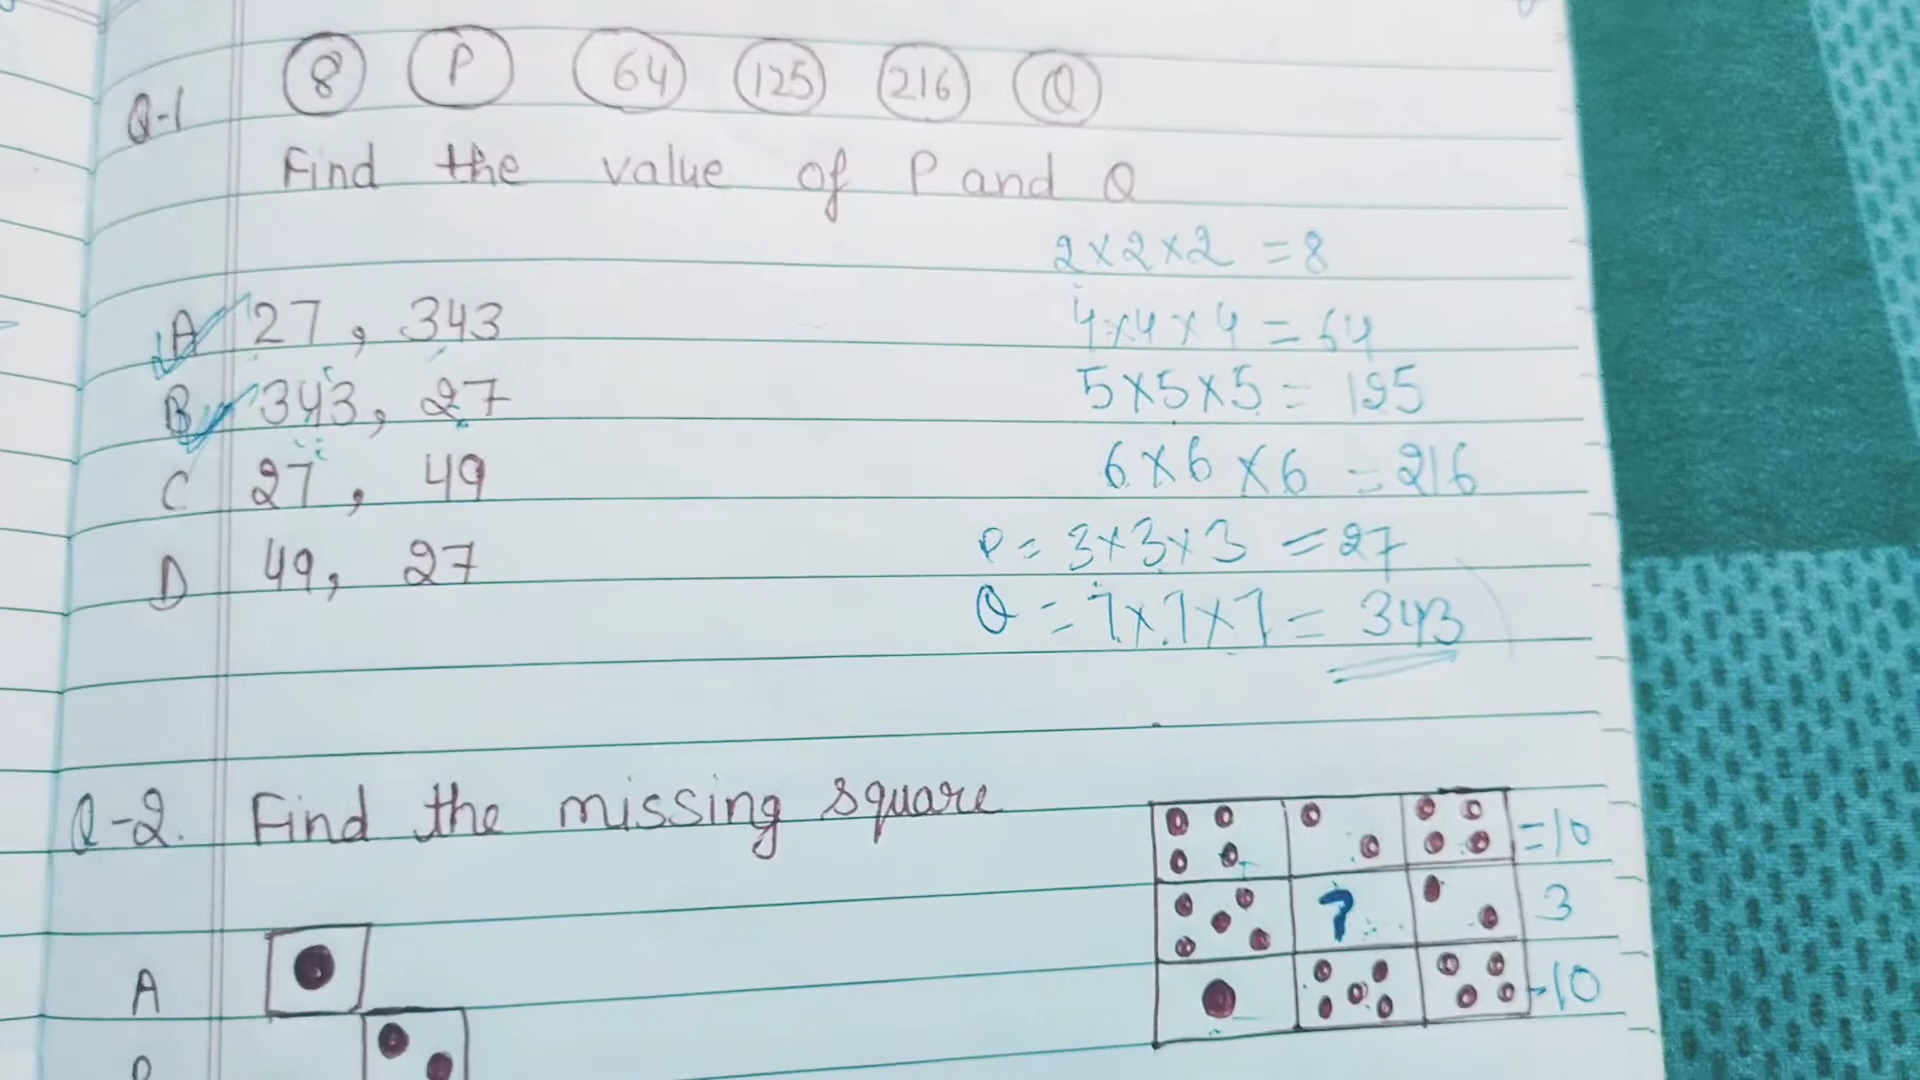 Q-1 8 P 64 125 216 Q
Find the value of P and Q
2×2×2 = 8
A 27, 343
4×4×4 = 64
B 343, 27
5×5×5 = 195
C 27, 49
6×6×6 = 216
D 49, 27
P = 3×3×3 = 27
Q = 7×7×7 = 343
Q-2. Find the missing square
=10
? 3
10
A